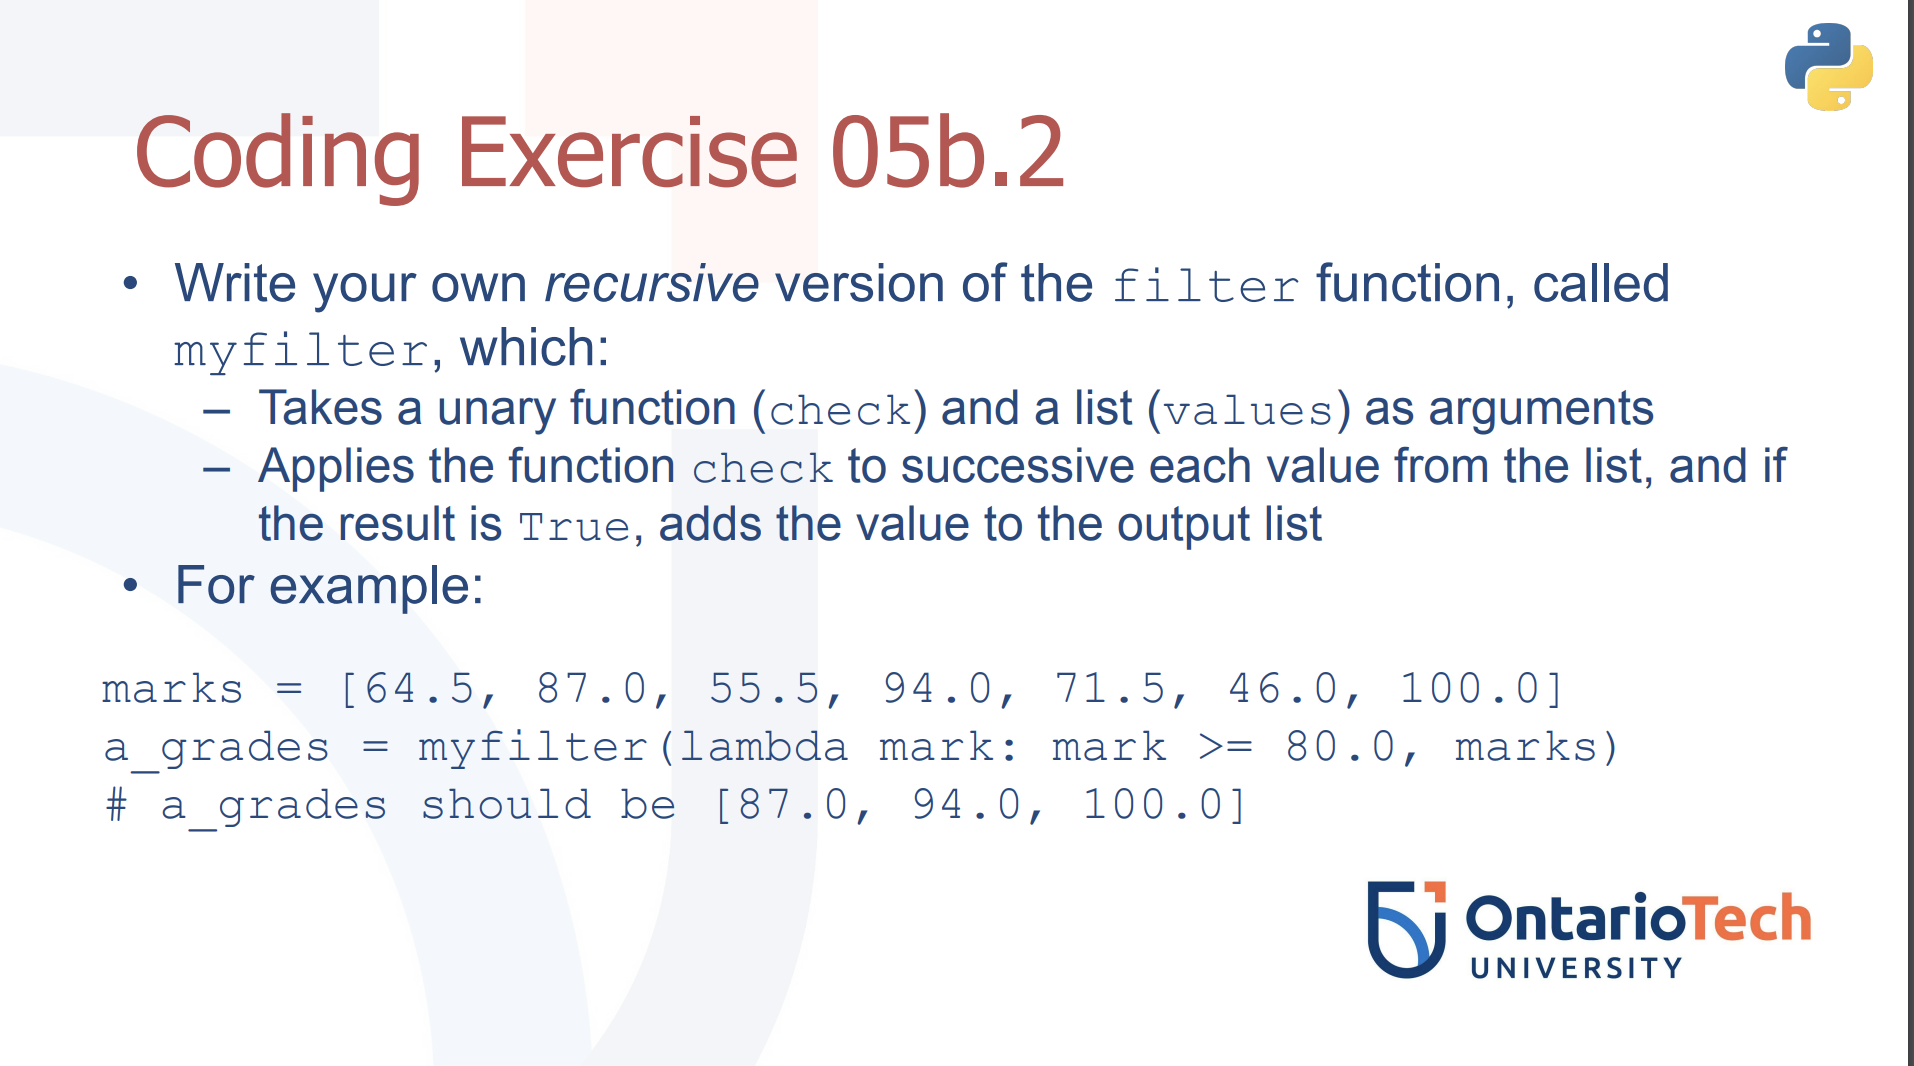 Coding Exercise 05b.2
• Write your own recursive version of the filter function, called
myfilter, which:
– Takes a unary function (check) and a list (values) as arguments
– Applies the function check to successive each value from the list, and if
the result is True, adds the value to the output list
• For example:
marks = [64.5, 87.0, 55.5, 94.0, 71.5, 46.0, 100.0]
a_grades = myfilter(lambda mark: mark >= 80.0, marks)
# a_grades should be [87.0, 94.0, 100.0]
OntarioTech
UNIVERSITY